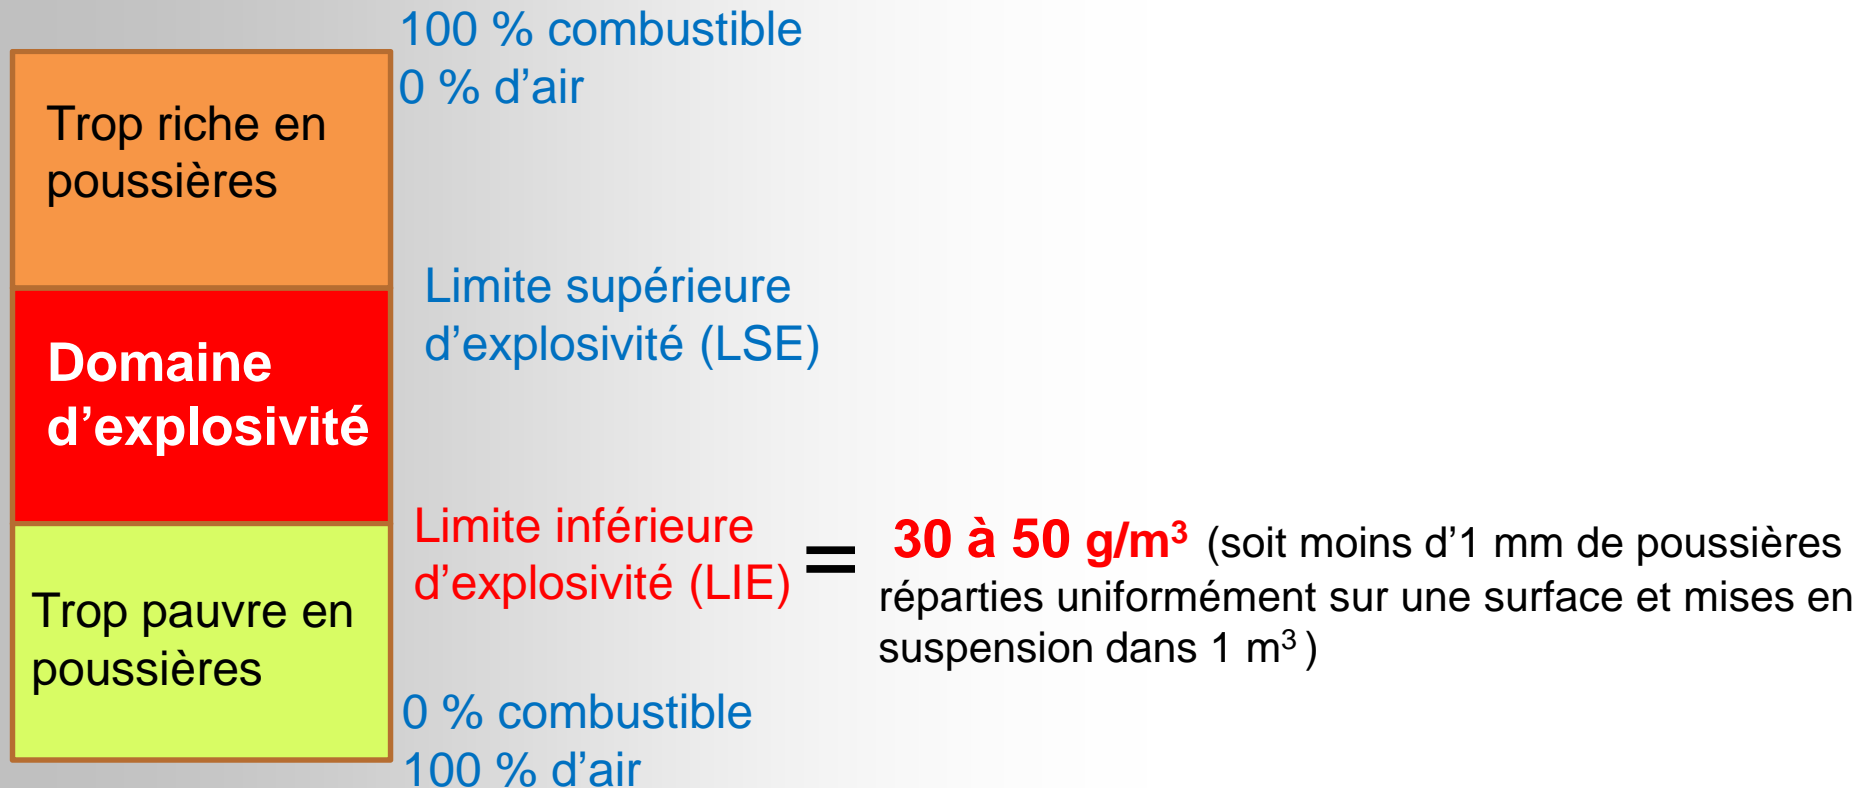 100 % combustible
0 % d’air
Trop riche en
poussières
Limite supérieure
d’explosivité (LSE)
Domaine
d’explosivité
Limite inférieure
d’explosivité (LIE)
= 30 à 50 g/m³ (soit moins d’1 mm de poussières
réparties uniformément sur une surface et mises en
suspension dans 1 m³ )
Trop pauvre en
poussières
0 % combustible
100 % d’air